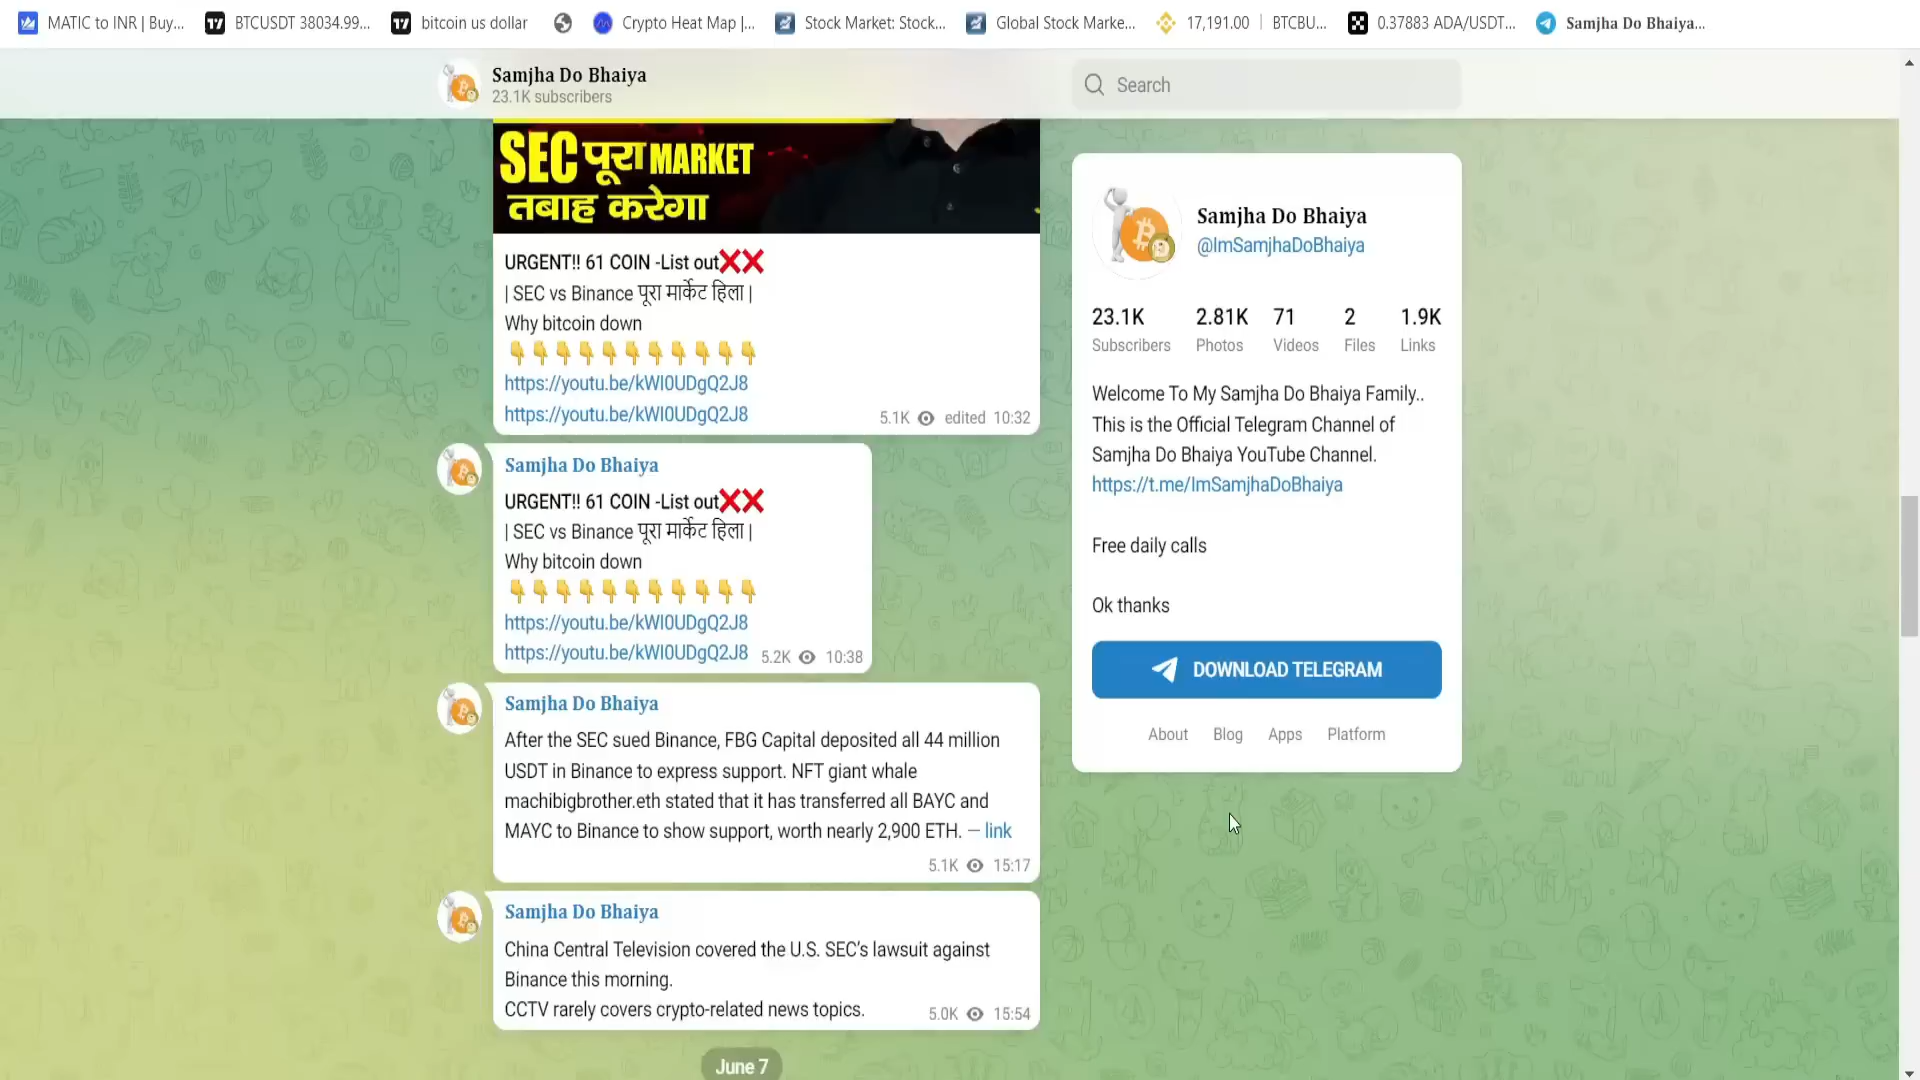 MATIC to INR | Buy...
BTCUSDT 38034.99...
bitcoin us dollar
Crypto Heat Map |...
Stock Market: Stock...
Global Stock Marke...
17,191.00 | BTCBU...
0.37883 ADA/USDT...
Samjha Do Bhaiya...
Samjha Do Bhaiya
23.1K subscribers
Search
SEC पूरा MARKET
तबाह करेगा
URGENT!! 61 COIN -List out❌❌
| SEC vs Binance पूरा मार्केट हिला |
Why bitcoin down
👇👇👇👇👇👇👇👇👇👇👇
https://youtu.be/kWI0UDgQ2J8
https://youtu.be/kWI0UDgQ2J8
5.1K edited 10:32
Samjha Do Bhaiya
URGENT!! 61 COIN -List out❌❌
| SEC vs Binance पूरा मार्केट हिला |
Why bitcoin down
👇👇👇👇👇👇👇👇👇👇👇
https://youtu.be/kWI0UDgQ2J8
https://youtu.be/kWI0UDgQ2J8
5.2K 10:38
Samjha Do Bhaiya
After the SEC sued Binance, FBG Capital deposited all 44 million
USDT in Binance to express support. NFT giant whale
machibigbrother.eth stated that it has transferred all BAYC and
MAYC to Binance to show support, worth nearly 2,900 ETH. — link
5.1K 15:17
Samjha Do Bhaiya
China Central Television covered the U.S. SEC’s lawsuit against
Binance this morning.
CCTV rarely covers crypto-related news topics.
5.0K 15:54
June 7
Samjha Do Bhaiya
@ImSamjhaDoBhaiya
23.1K 2.81K 71 2 1.9K
Subscribers Photos Videos Files Links
Welcome To My Samjha Do Bhaiya Family..
This is the Official Telegram Channel of
Samjha Do Bhaiya YouTube Channel.
https://t.me/ImSamjhaDoBhaiya
Free daily calls
Ok thanks
DOWNLOAD TELEGRAM
About Blog Apps Platform